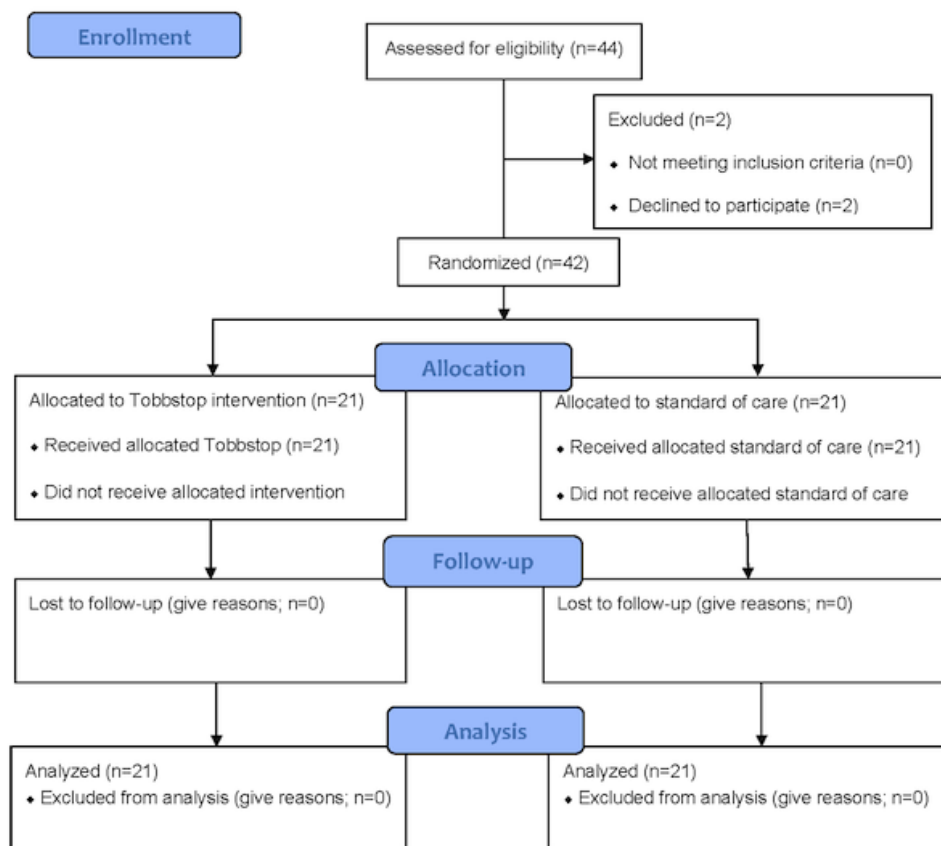 Enrollment
Assessed for eligibility (n=44)
Excluded (n=2)
⬥ Not meeting inclusion criteria (n=0)
⬥ Declined to participate (n=2)
Randomized (n=42)
Allocation
Allocated to Tobbstop intervention (n=21)
⬥ Received allocated Tobbstop (n=21)
⬥ Did not receive allocated intervention
Allocated to standard of care (n=21)
⬥ Received allocated standard of care (n=21)
⬥ Did not receive allocated standard of care
Follow-up
Lost to follow-up (give reasons; n=0)
Lost to follow-up (give reasons; n=0)
Analysis
Analyzed (n=21)
⬥ Excluded from analysis (give reasons; n=0)
Analyzed (n=21)
⬥ Excluded from analysis (give reasons; n=0)